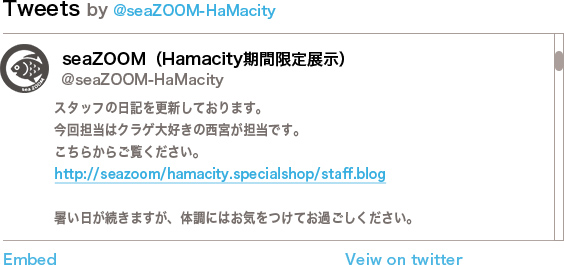 Tweets by @seaZOOM-HaMacity
seaZOOM（Hamacity期間限定展示）
@seaZOOM-HaMacity
スタッフの日記を更新しております。
今回担当はクラゲ大好きの西宮が担当です。
こちらからご覧ください。
http://seazoom/hamacity.specialshop/staff.blog
暑い日が続きますが、体調にはお気をつけてお過ごしください。
Embed
Veiw on twitter
SEA ZOOM